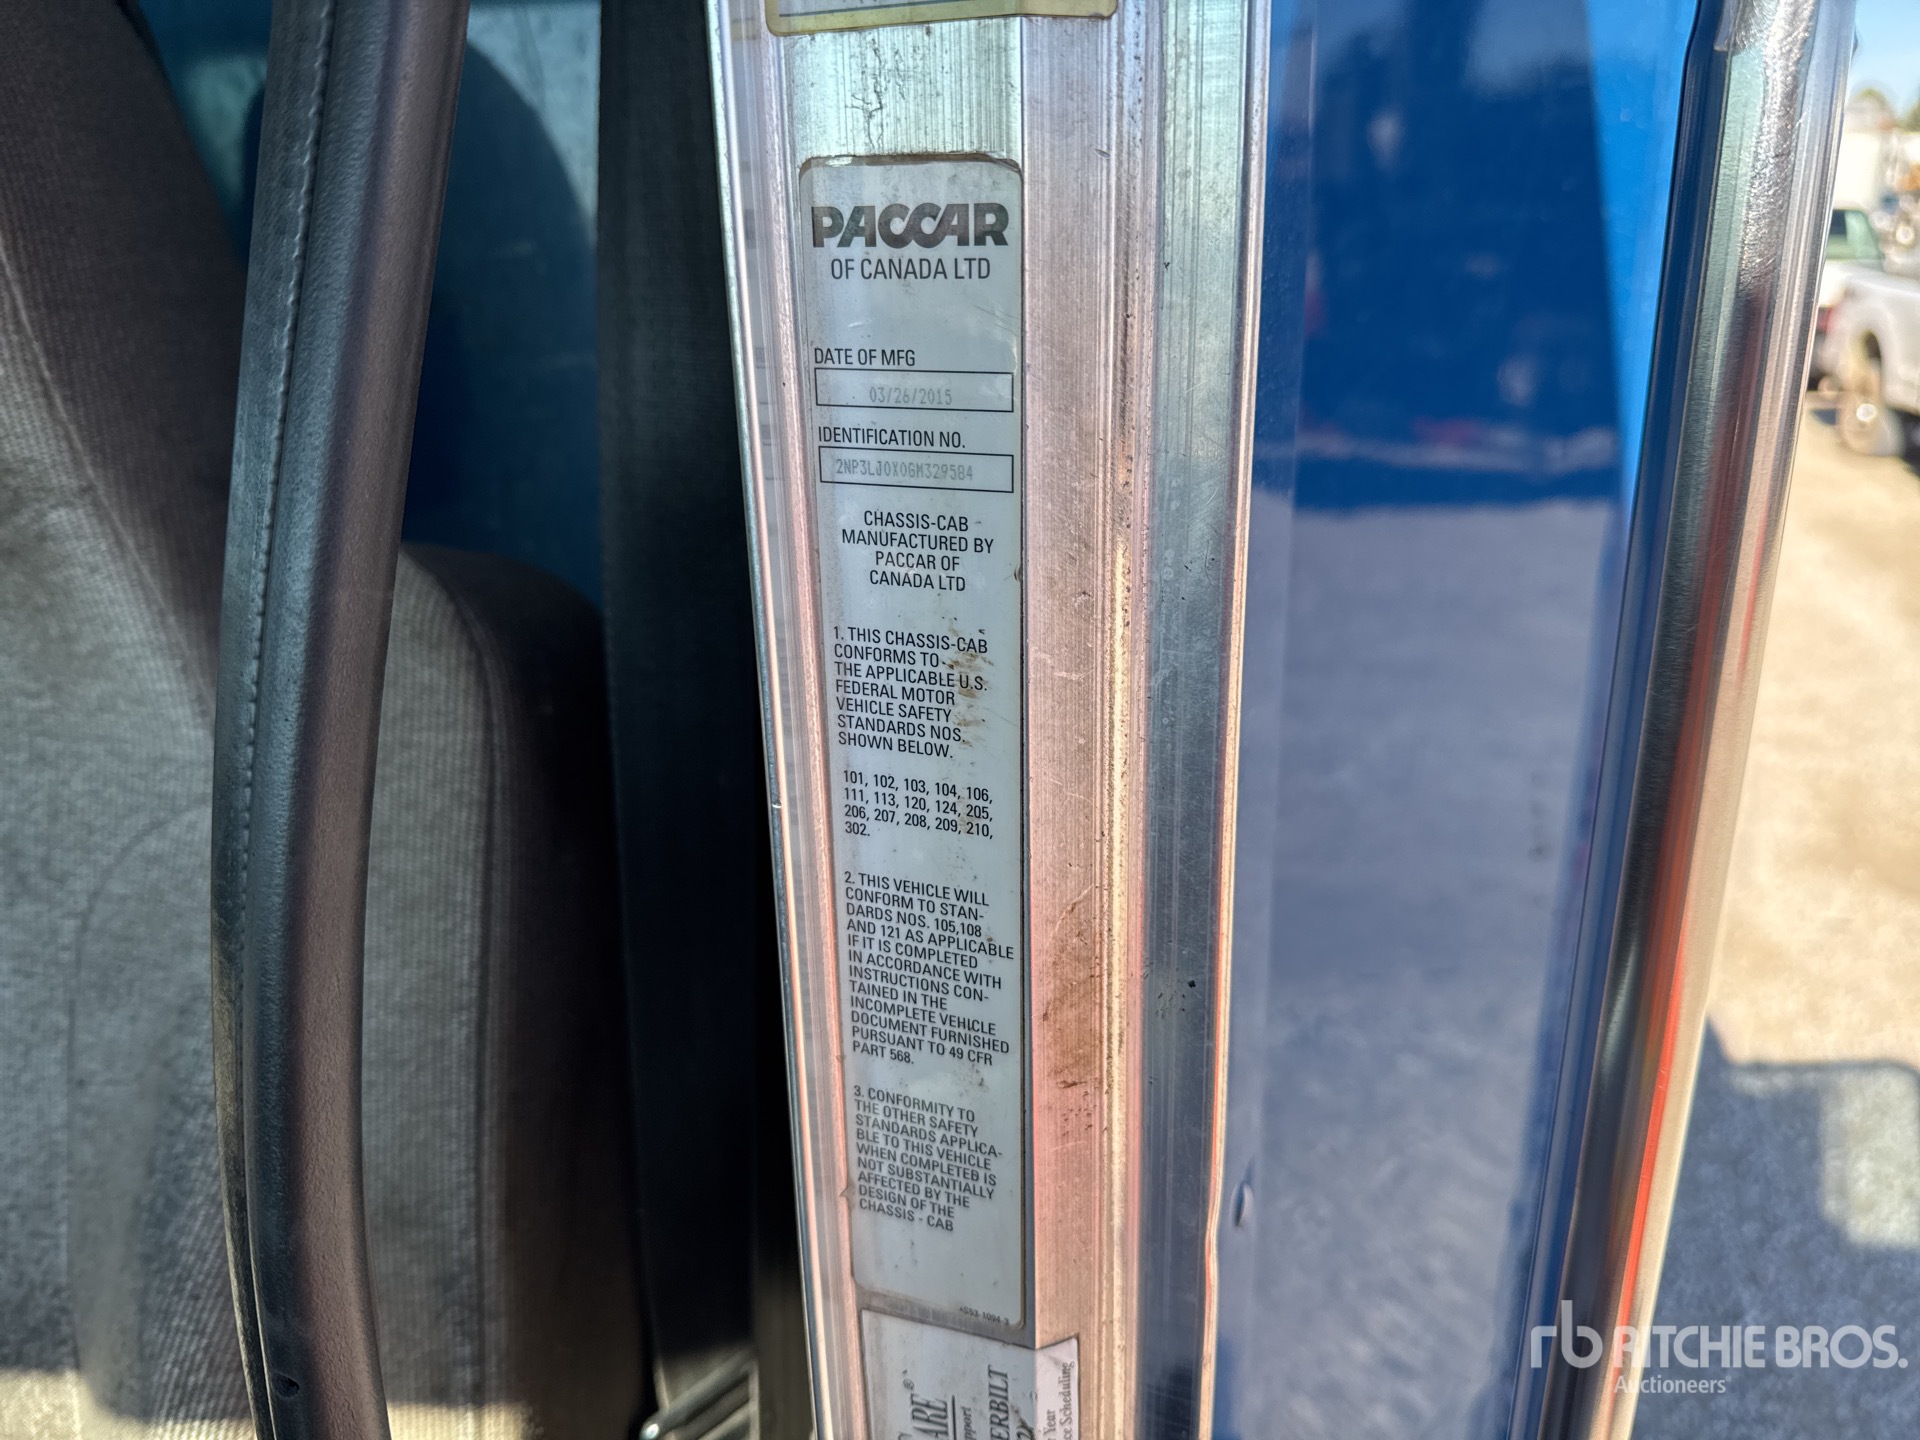 PACCAR
OF CANADA LTD
DATE OF MFG
03/26/2015
IDENTIFICATION NO.
2NP3LJ0X0GM329584
CHASSIS-CAB
MANUFACTURED BY
PACCAR OF
CANADA LTD
1. THIS CHASSIS-CAB
CONFORMS TO
THE APPLICABLE U.S.
FEDERAL MOTOR
VEHICLE SAFETY
STANDARDS NOS.
SHOWN BELOW.
101, 102, 103, 104, 106,
111, 113, 120, 124, 205,
206, 207, 208, 209, 210,
302.
2. THIS VEHICLE WILL
CONFORM TO STAN-
DARDS NOS. 105,108
AND 121 AS APPLICABLE
IF IT IS COMPLETED
IN ACCORDANCE WITH
INSTRUCTIONS CON-
TAINED IN THE
INCOMPLETE VEHICLE
DOCUMENT FURNISHED
PURSUANT TO 49 CFR
PART 568.
3. CONFORMITY TO
THE OTHER SAFETY
STANDARDS APPLICA-
BLE TO THIS VEHICLE
WHEN COMPLETED IS
NOT SUBSTANTIALLY
AFFECTED BY THE
DESIGN OF THE
CHASSIS - CAB
Year
Scheduling
rb RITCHIE BROS.
Auctioneers